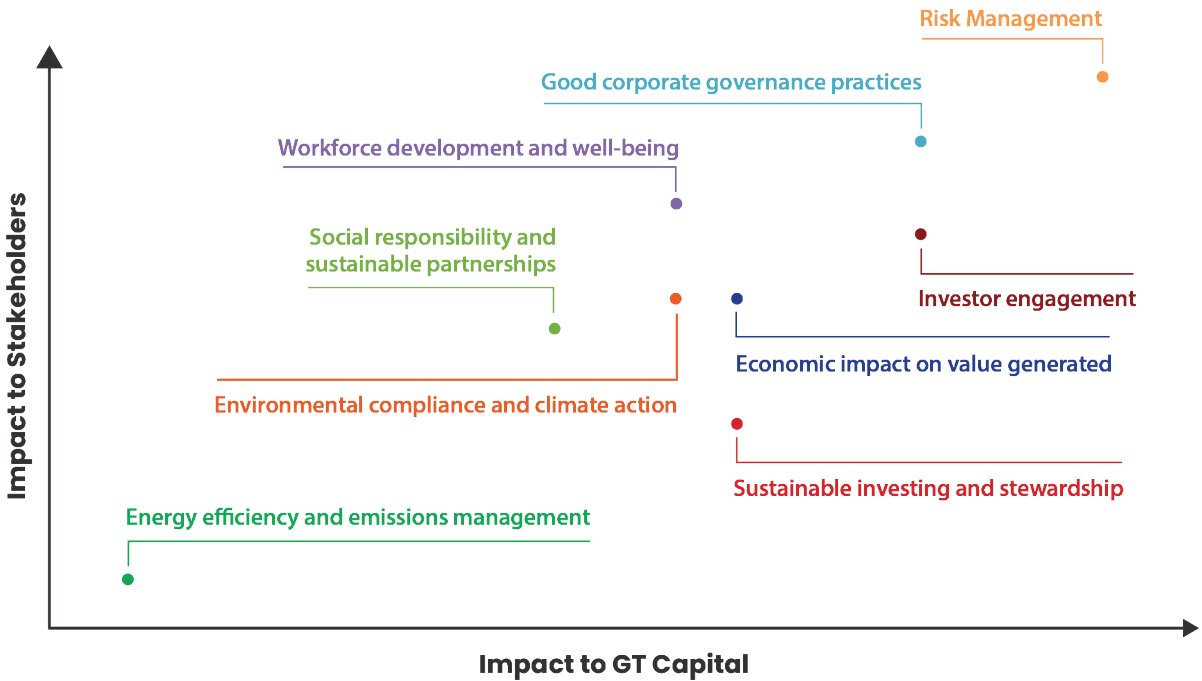 Risk Management
Good corporate governance practices
Workforce development and well-being
Social responsibility and
sustainable partnerships
Investor engagement
Economic impact on value generated
Environmental compliance and climate action
Sustainable investing and stewardship
Energy efficiency and emissions management
Impact to Stakeholders
Impact to GT Capital